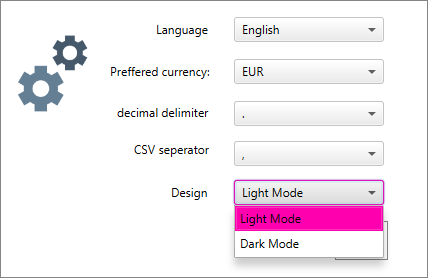 Language English
Preffered currency: EUR
decimal delimiter .
CSV seperator ,
Design Light Mode
Light Mode
Dark Mode